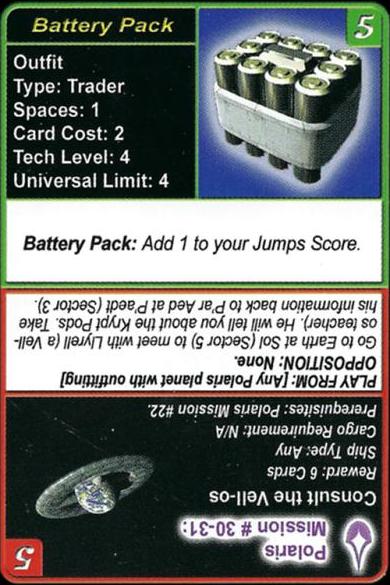 Battery Pack
5
Outfit
Type: Trader
Spaces: 1
Card Cost: 2
Tech Level: 4
Universal Limit: 4
Battery Pack: Add 1 to your Jumps Score.
5
Polaris
Mission # 30-31:
Consult the Vell-os
Reward: 6 Cards
Ship Type: Any
Cargo Requirement: N/A
Prerequisites: Polaris Mission #22.
PLAY FROM: [Any Polaris planet with outfitting]
OPPOSITION: None.
Go to Earth at Sol (Sector 5) to meet with Llyrell (a Vell-
os teacher). He will tell you about the Krypt Pods. Take
his information back to P'ar Aed at P'aedt (Sector 3).